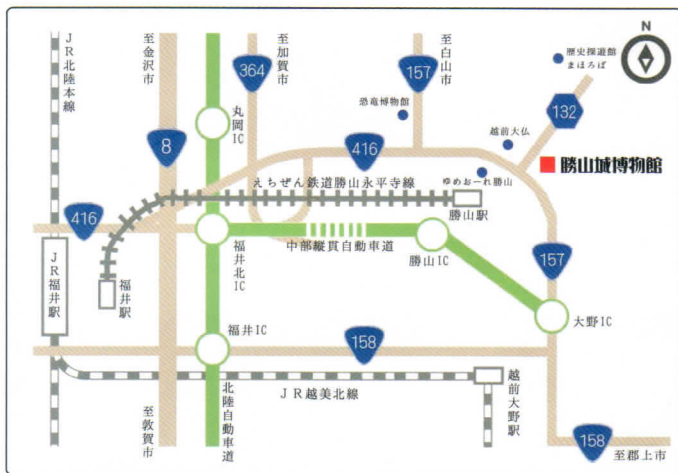 JR北陸本線
至金沢市
364
至加賀市
157
至白山市
歴史探遊館
まほろば
N
丸岡IC
恐竜博物館
132
8
416
越前大仏
勝山城博物館
えちぜん鉄道勝山永平寺線
ゆめおーれ勝山
勝山駅
416
福井北IC
中部縦貫自動車道
勝山IC
157
JR福井駅
福井駅
大野IC
福井IC
158
JR越美北線
越前大野駅
至敦賀市
北陸自動車道
158
至郡上市